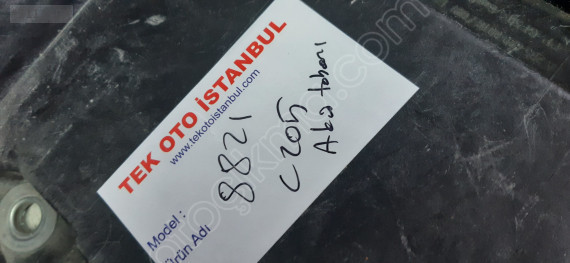 TEK OTO İSTANBUL
www.tekotoistanbul.com
8821
Model :
C205
Ürün Adı
Akü tabanı